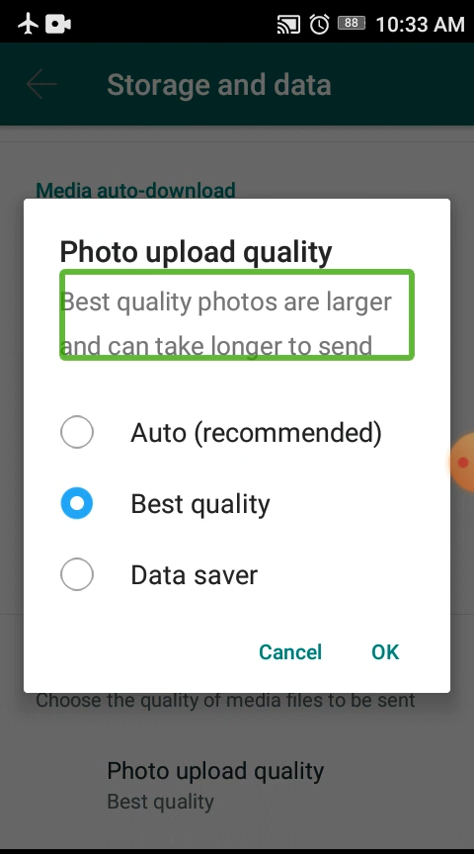 88 10:33 AM
Storage and data
Media auto-download
Photo upload quality
Best quality photos are larger
and can take longer to send
Auto (recommended)
Best quality
Data saver
Cancel OK
Choose the quality of media files to be sent
Photo upload quality
Best quality